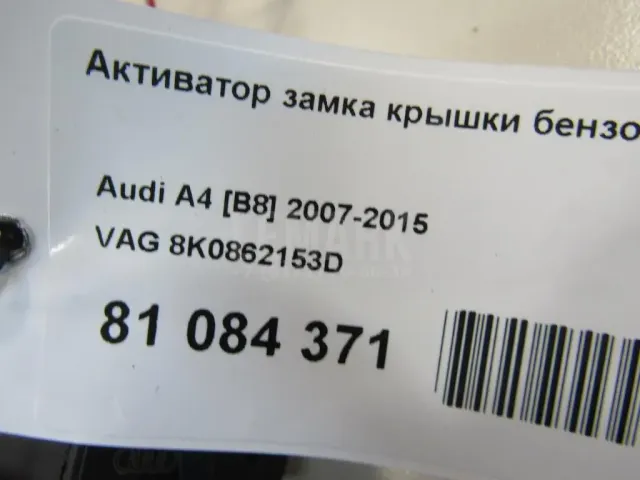 Активатор замка крышки бензо
Audi A4 [B8] 2007-2015
VAG 8K0862153D
81 084 371